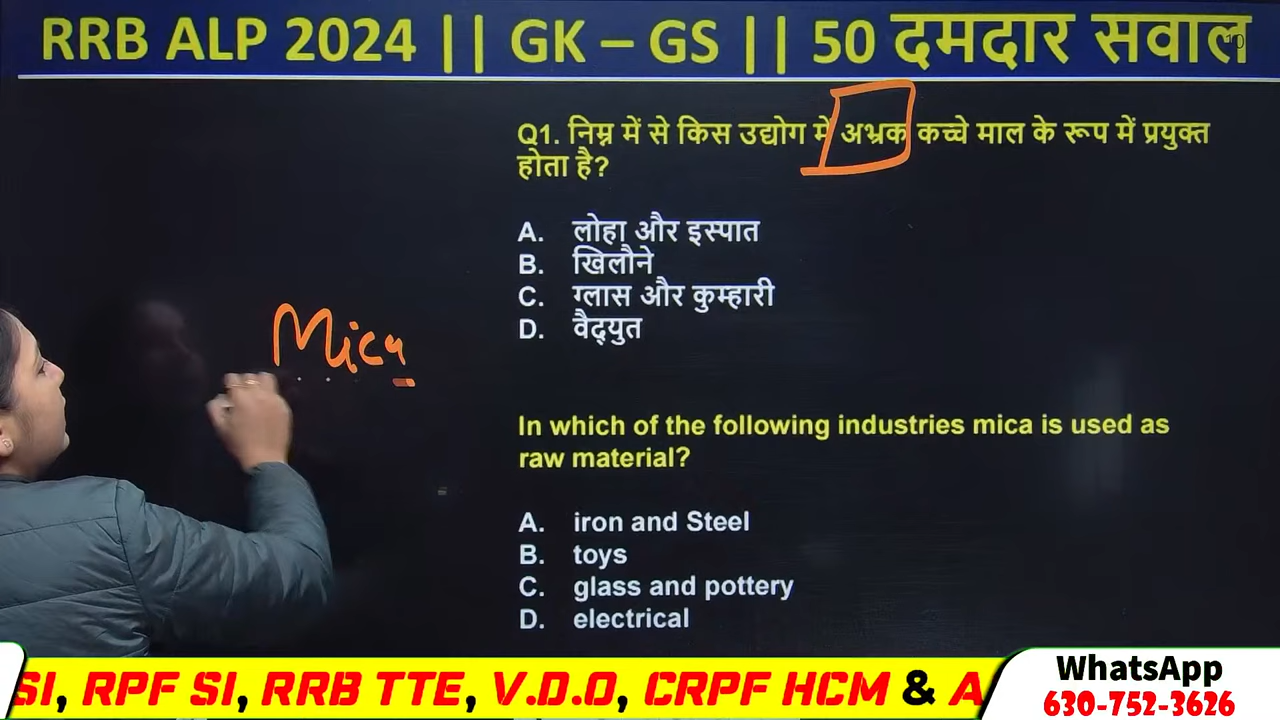 RRB ALP 2024 || GK – GS || 50 दमदार सवाल
Q1. निम्न में से किस उद्योग में अभ्रक कच्चे माल के रूप में प्रयुक्त
होता है?
A. लोहा और इस्पात
B. खिलौने
C. ग्लास और कुम्हारी
D. वैद्युत
Mica
In which of the following industries mica is used as
raw material?
A. iron and Steel
B. toys
C. glass and pottery
D. electrical
SI, RPF SI, RRB TTE, V.D.O, CRPF HCM & A
WhatsApp
630-752-3626